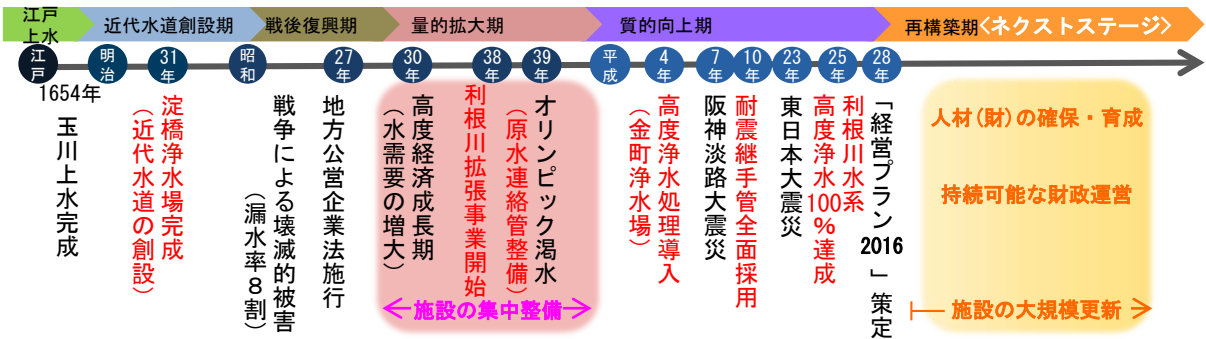 江戸
上水
近代水道創設期
戦後復興期
量的拡大期
質的向上期
再構築期<ネクストステージ>
江戸
明治
31年
昭和
27年
30年
38年
39年
平成
4年
7年
10年
23年
25年
28年
1654年
玉川上水完成
淀橋浄水場完成
（近代水道の創設）
戦争による壊滅的被害
（漏水率８割）
地方公営企業法施行
高度経済成長期
（水需要の増大）
利根川拡張事業開始
オリンピック渇水
（原水連絡管整備）
施設の集中整備
高度浄水処理導入
（金町浄水場）
阪神淡路大震災
耐震継手管全面採用
東日本大震災
利根川水系
高度浄水100％達成
「経営プラン2016」策定
人材(財)の確保・育成
持続可能な財政運営
施設の大規模更新